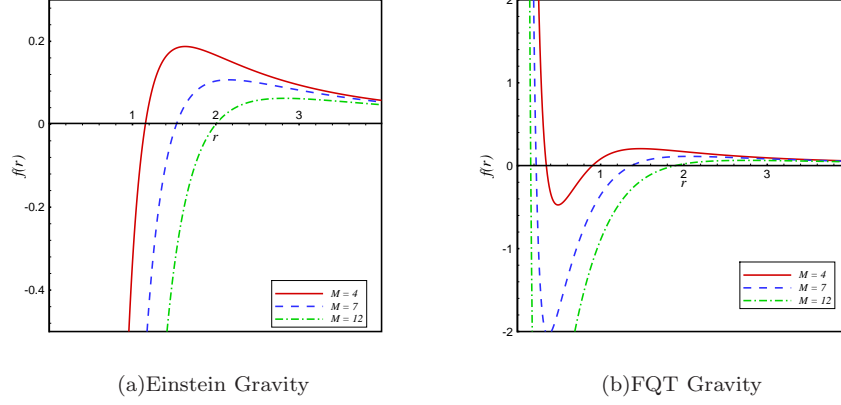 f(r)
0.2
0
-0.2
-0.4
1
2
3
r
M = 4
M = 7
M = 12
(a)Einstein Gravity
f(r)
2
1
0
-1
-2
1
2
3
r
M = 4
M = 7
M = 12
(b)FQT Gravity